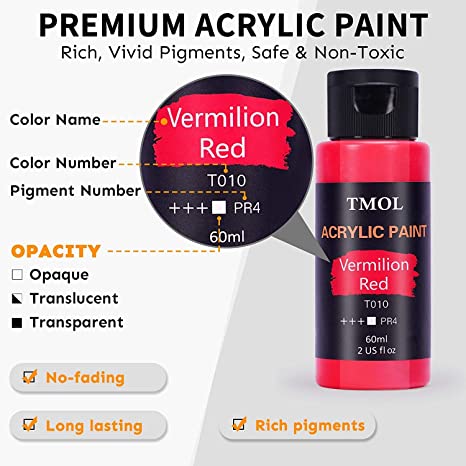 PREMIUM ACRYLIC PAINT
Rich, Vivid Pigments, Safe & Non-Toxic
Color Name
Color Number
Pigment Number
Vermilion
Red
T010
+++ PR4
60ml
OPACITY
Opaque
Translucent
Transparent
TMOL
ACRYLIC PAINT
Vermilion
Red
T010
+++ PR4
60ml
2 US fl oz
No-fading
Long lasting
Rich pigments